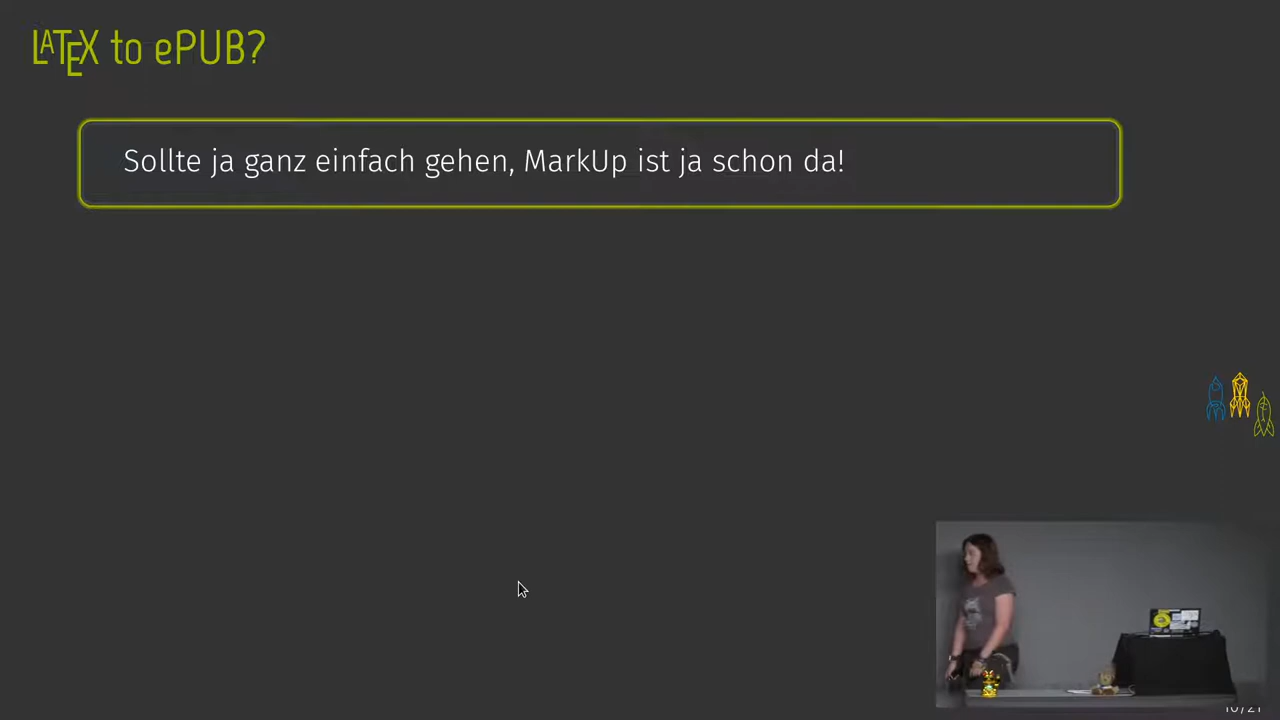 LATEX to ePUB?
Sollte ja ganz einfach gehen, MarkUp ist ja schon da!